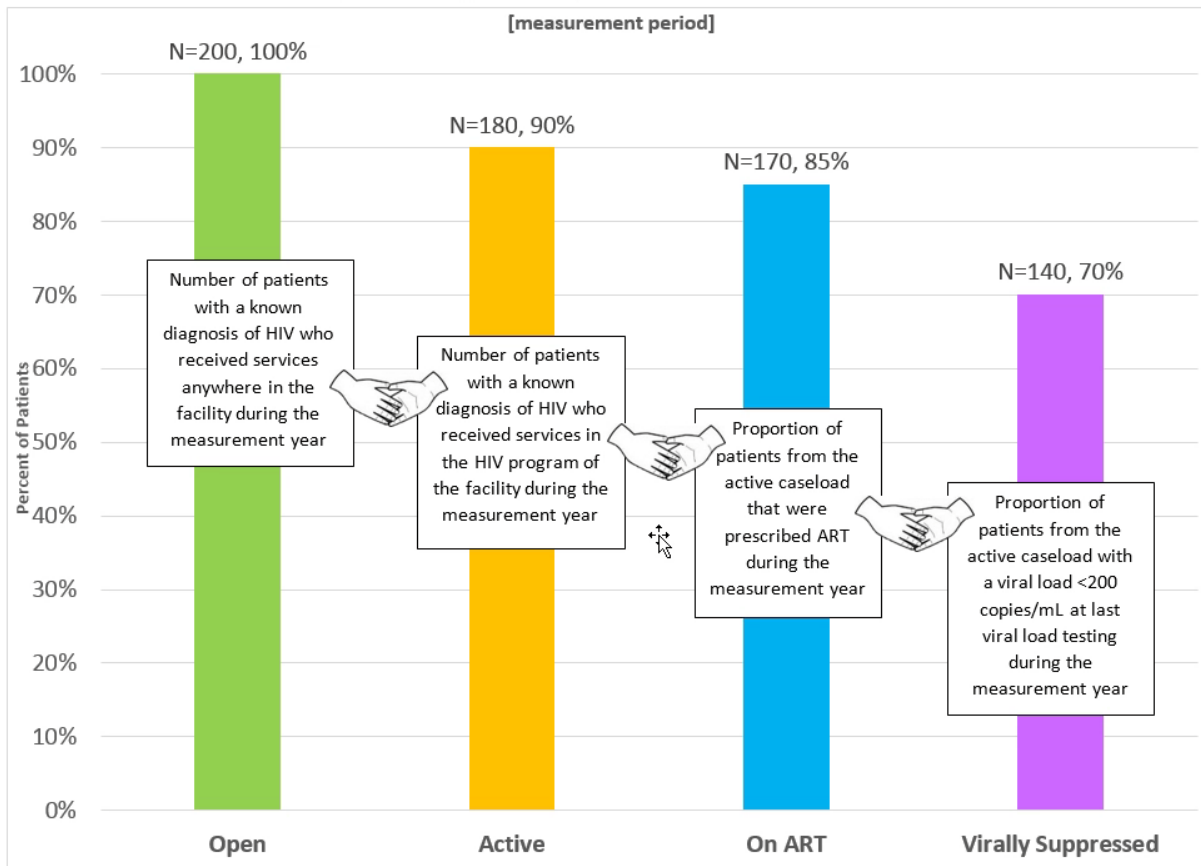 [measurement period]
N=200, 100%
N=180, 90%
N=170, 85%
N=140, 70%
Percent of Patients
100%
90%
80%
70%
60%
50%
40%
30%
20%
10%
0%
Number of patients
with a known
diagnosis of HIV who
received services
anywhere in the
facility during the
measurement year
Number of patients
with a known
diagnosis of HIV who
received services in
the HIV program of
the facility during the
measurement year
Proportion of
patients from the
active caseload
that were
prescribed ART
during the
measurement year
Proportion of
patients from the
active caseload with
a viral load <200
copies/mL at last
viral load testing
during the
measurement year
Open
Active
On ART
Virally Suppressed